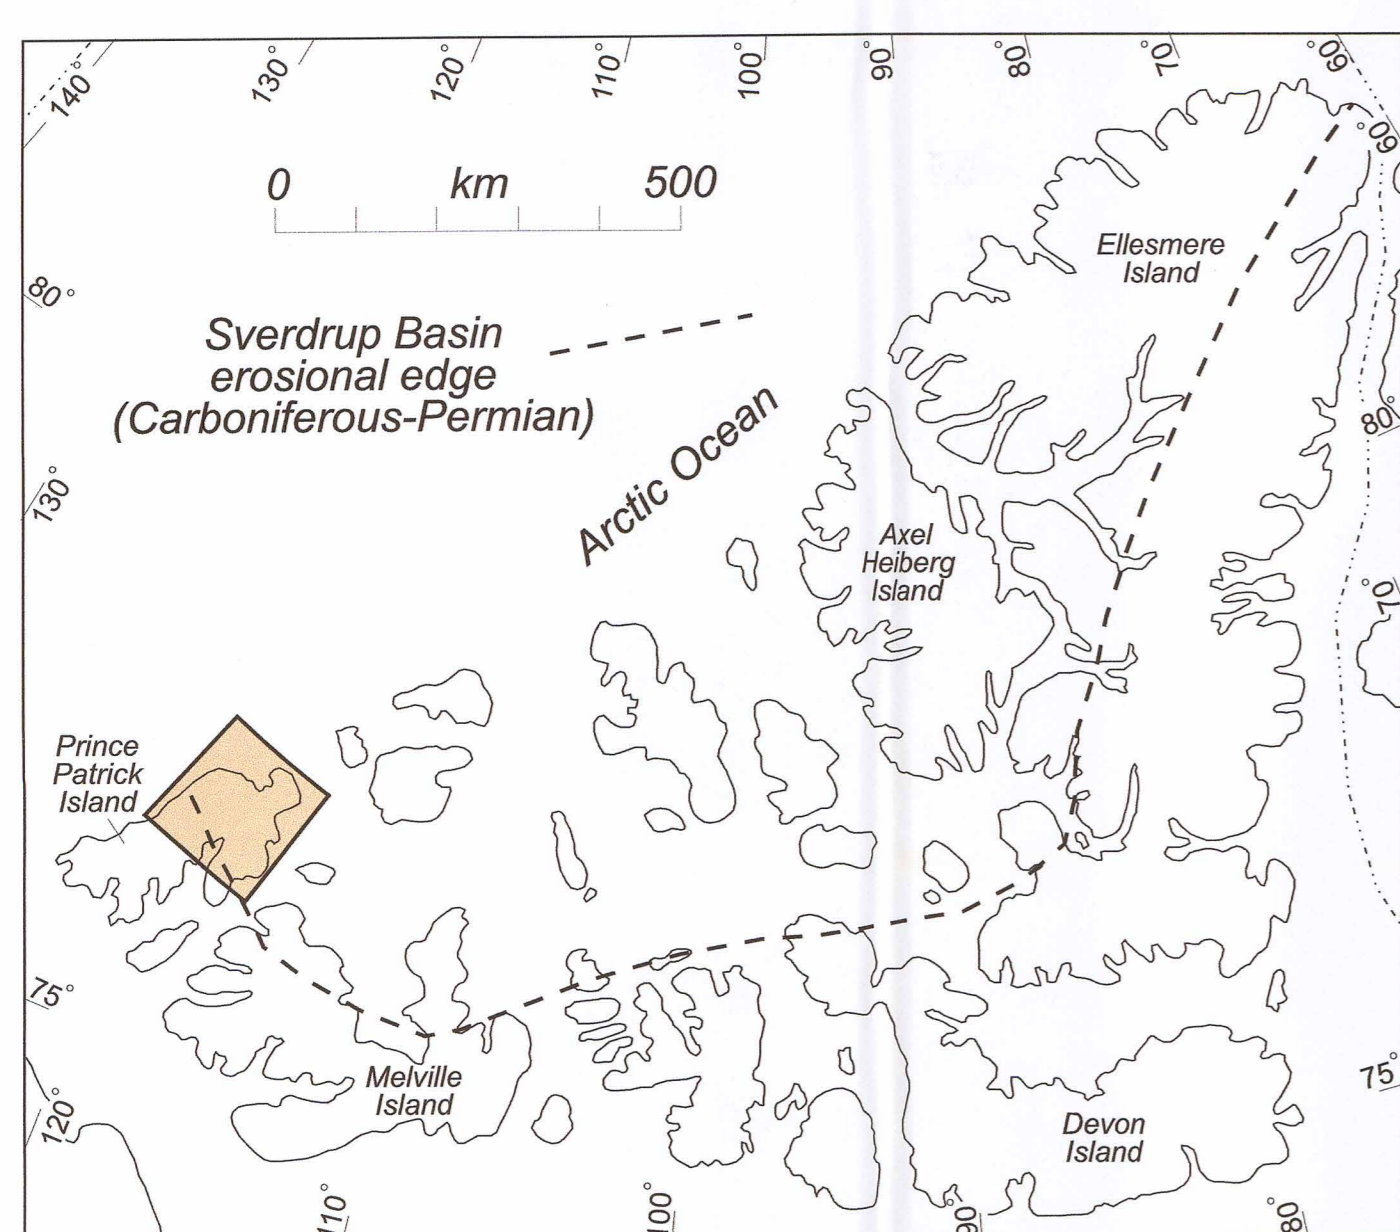 140° 130° 120° 110° 100° 90° 80° 70° 60°
60°
0 km 500
Ellesmere
Island
80°
Sverdrup Basin
erosional edge
(Carboniferous-Permian)
80°
Arctic Ocean
130°
Axel
Heiberg
Island
70°
Prince
Patrick
Island
75°
75°
Melville
Island
120°
Devon
Island
110° 100° 90° 80°